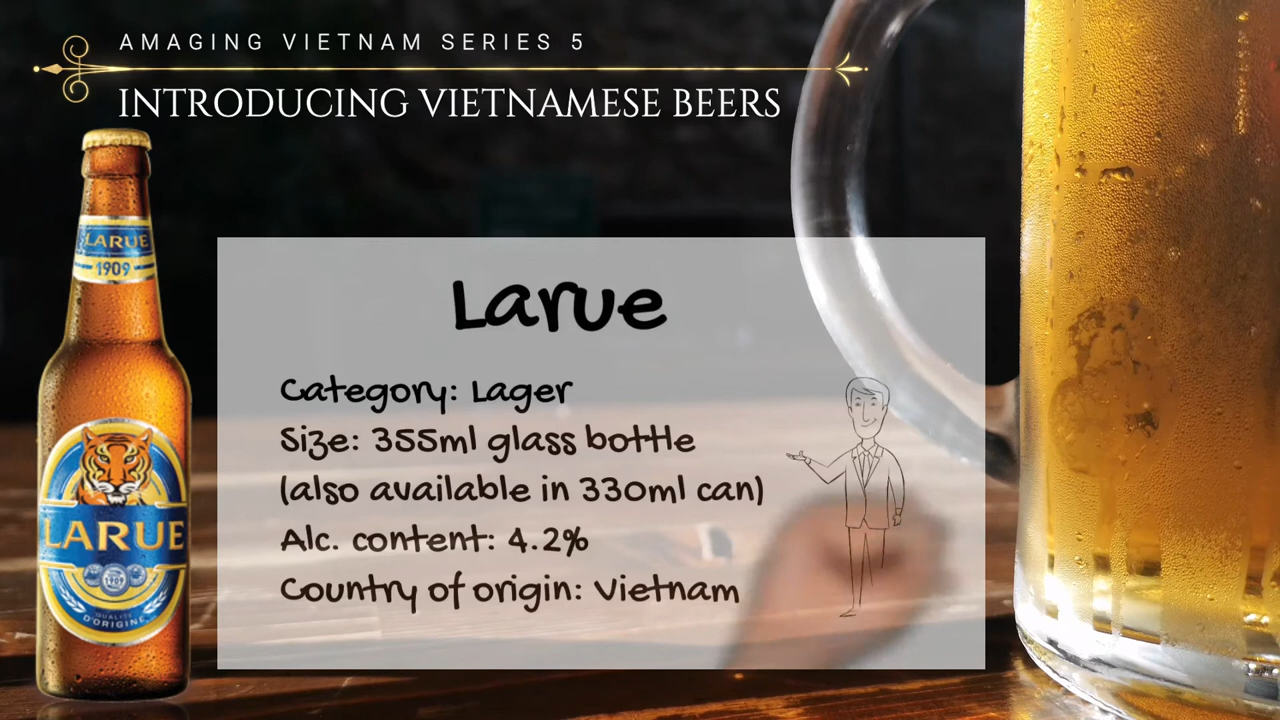 AMAGING VIETNAM SERIES 5
INTRODUCING VIETNAMESE BEERS
LARUE
1909
LARUE
1909
QUALITÉ
D'ORIGINE
Larue
Category: Lager
Size: 355ml glass bottle
(also available in 330ml can)
Alc. content: 4.2%
Country of origin: Vietnam